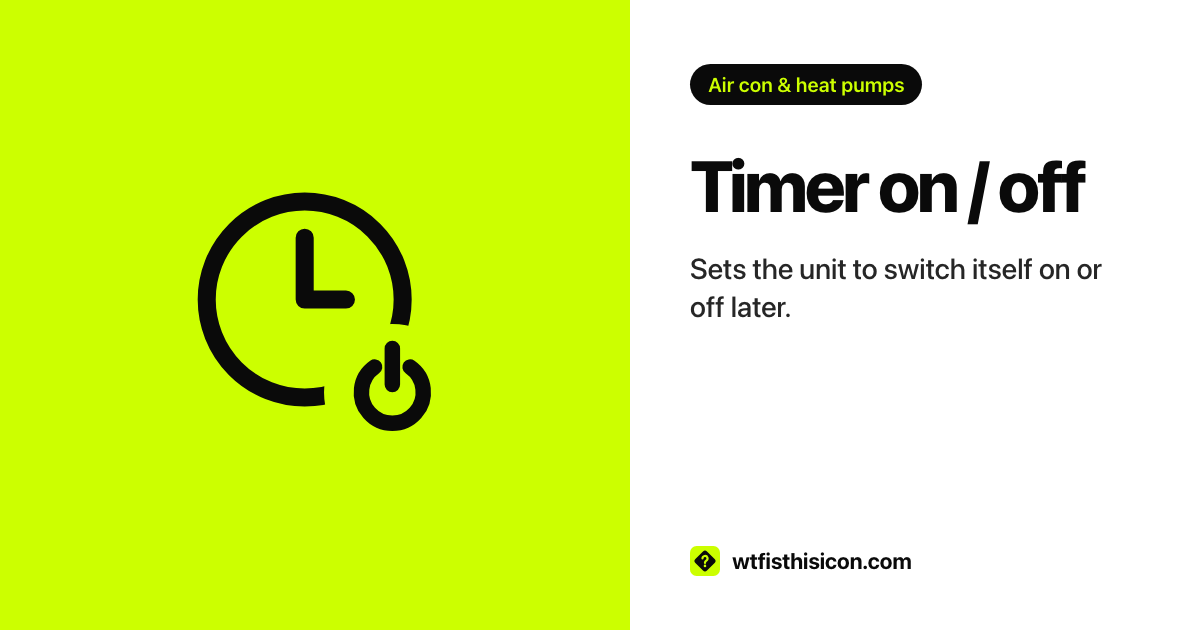 Air con & heat pumps
Timer on / off
Sets the unit to switch itself on or
off later.
?
wtfisthisicon.com